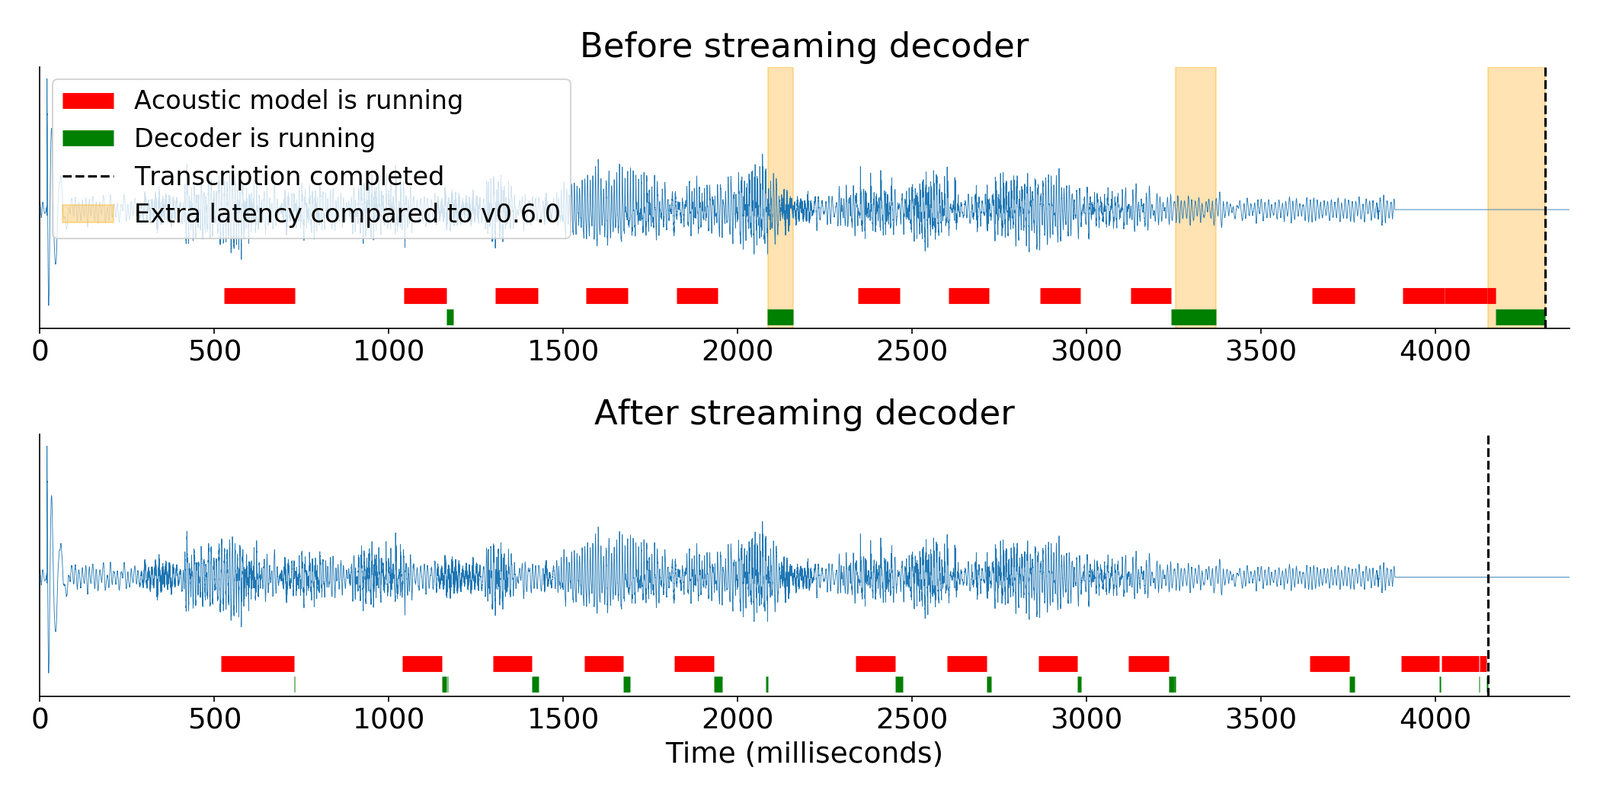 Before streaming decoder
Acoustic model is running
Decoder is running
Transcription completed
Extra latency compared to v0.6.0
0 500 1000 1500 2000 2500 3000 3500 4000
After streaming decoder
0 500 1000 1500 2000 2500 3000 3500 4000
Time (milliseconds)